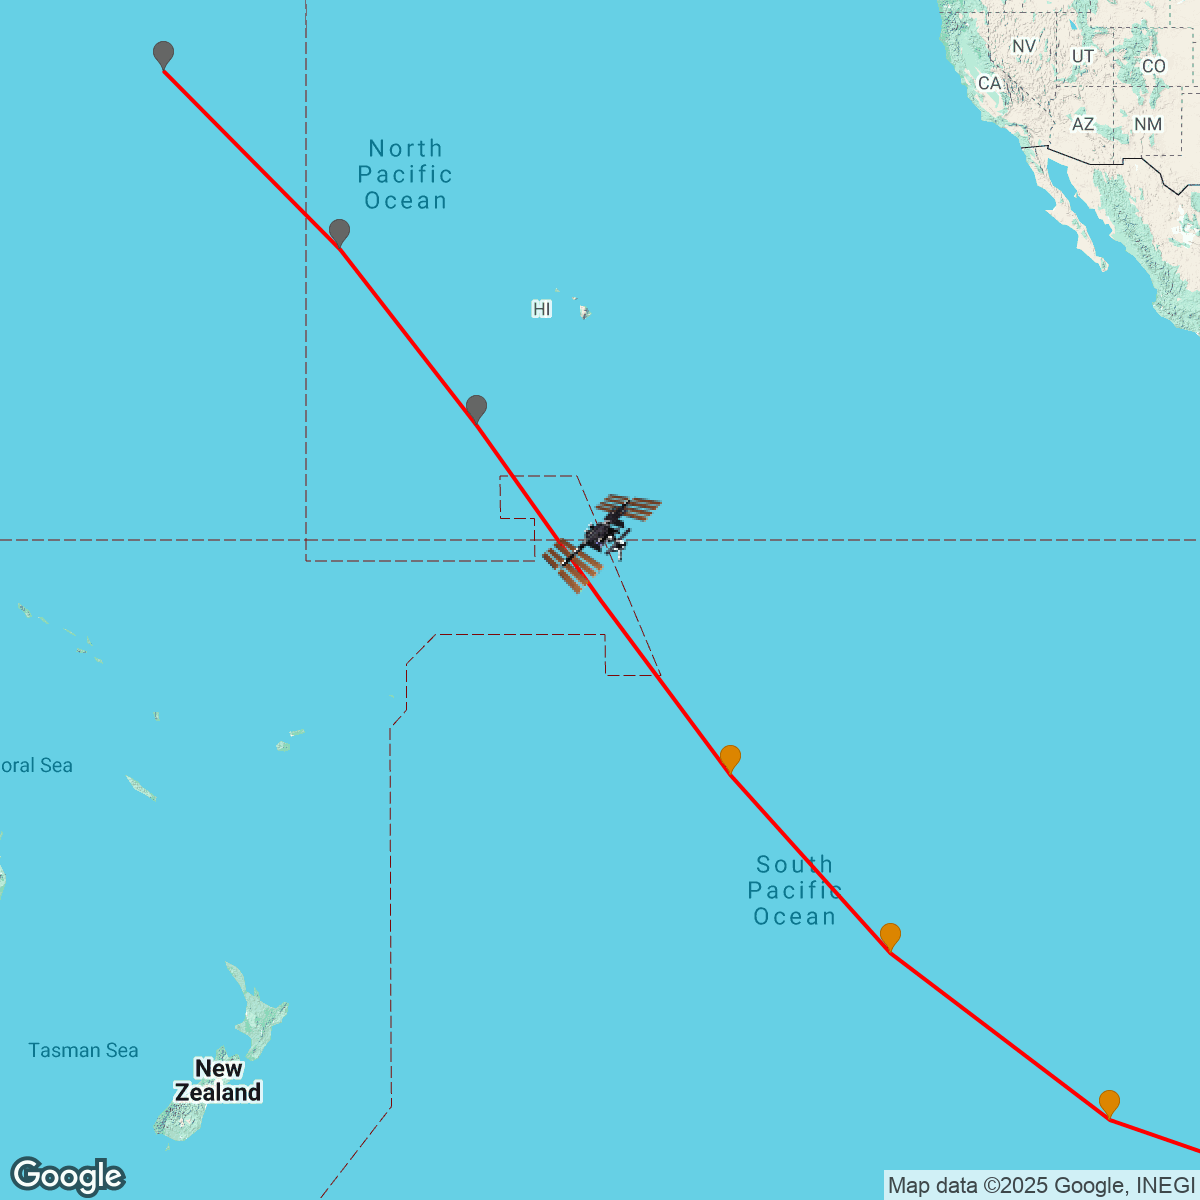 NV
UT
CO
CA
AZ
NM
North
Pacific
Ocean
HI
oral Sea
South
Pacific
Ocean
Tasman Sea
New
Zealand
Google
Map data ©2025 Google, INEGI